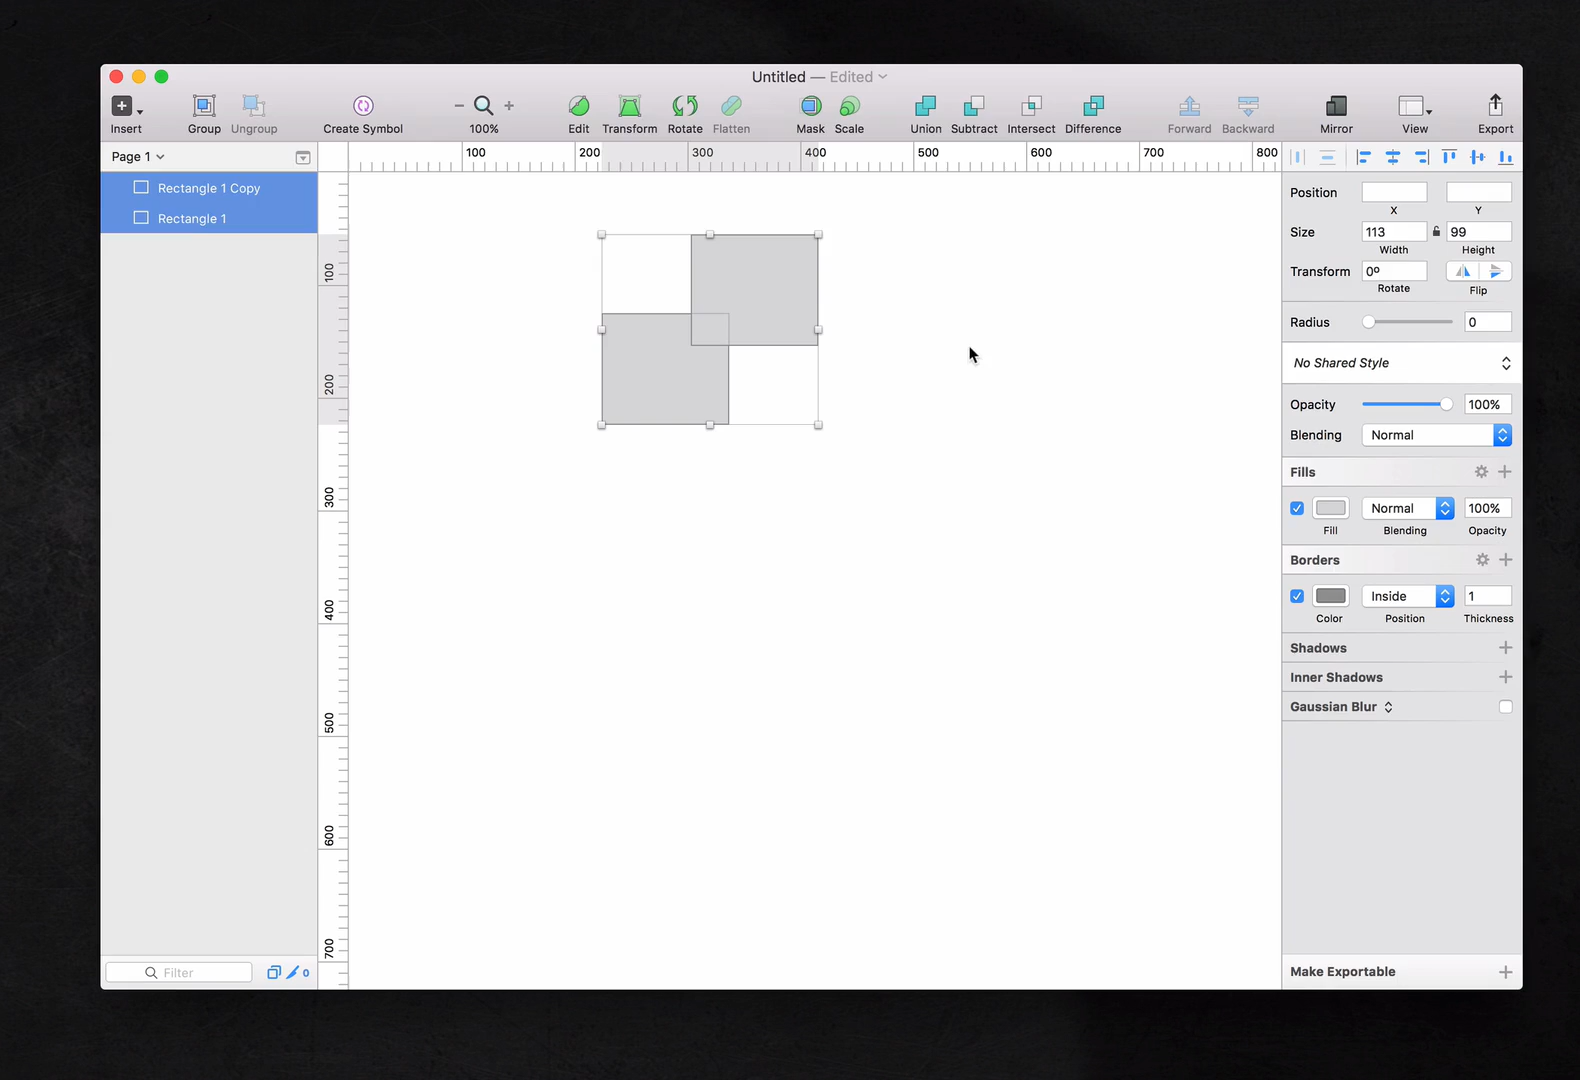 Untitled — Edited
Insert Group Ungroup Create Symbol 100% Edit Transform Rotate Flatten Mask Scale Union Subtract Intersect Difference Forward Backward Mirror View Export
Page 1
100 200 300 400 500 600 700 800
Rectangle 1 Copy
Rectangle 1
100
200
300
400
500
600
700
Filter 0
Position
X Y
Size 113 99
Width Height
Transform 0º
Rotate Flip
Radius 0
No Shared Style
Opacity 100%
Blending Normal
Fills
Normal 100%
Fill Blending Opacity
Borders
Inside 1
Color Position Thickness
Shadows
Inner Shadows
Gaussian Blur
Make Exportable